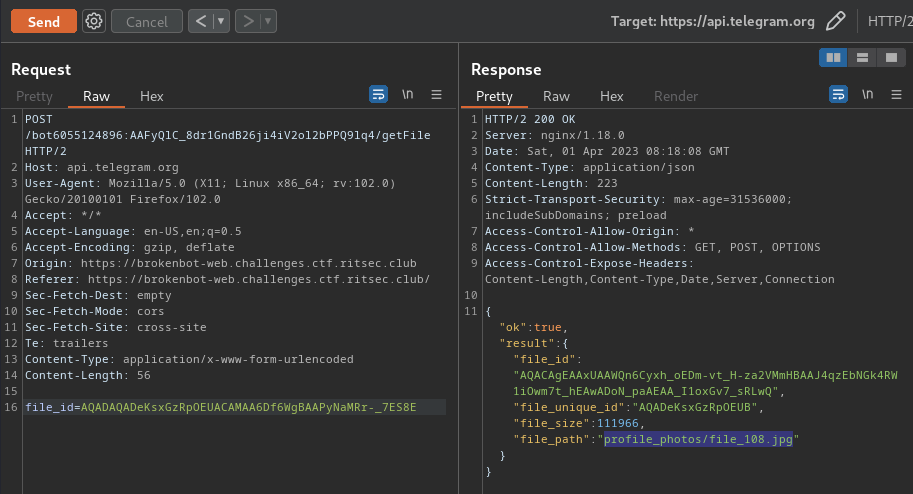 Send Cancel < > Target: https://api.telegram.org HTTP/2
Request
Pretty Raw Hex \n
1 POST
/bot6055124896:AAFyQlC_8dr1GndB26ji4iV2ol2bPPQ9lq4/getFile
HTTP/2
2 Host: api.telegram.org
3 User-Agent: Mozilla/5.0 (X11; Linux x86_64; rv:102.0)
Gecko/20100101 Firefox/102.0
4 Accept: */*
5 Accept-Language: en-US,en;q=0.5
6 Accept-Encoding: gzip, deflate
7 Origin: https://brokenbot-web.challenges.ctf.ritsec.club
8 Referer: https://brokenbot-web.challenges.ctf.ritsec.club/
9 Sec-Fetch-Dest: empty
10 Sec-Fetch-Mode: cors
11 Sec-Fetch-Site: cross-site
12 Te: trailers
13 Content-Type: application/x-www-form-urlencoded
14 Content-Length: 56
15
16 file_id=AQADAQADeKsxGzRpOEUACAMAA6Df6WgBAAPyNaMRr-_7ES8E
Response
Pretty Raw Hex Render \n
1 HTTP/2 200 OK
2 Server: nginx/1.18.0
3 Date: Sat, 01 Apr 2023 08:18:08 GMT
4 Content-Type: application/json
5 Content-Length: 223
6 Strict-Transport-Security: max-age=31536000;
includeSubDomains; preload
7 Access-Control-Allow-Origin: *
8 Access-Control-Allow-Methods: GET, POST, OPTIONS
9 Access-Control-Expose-Headers:
Content-Length,Content-Type,Date,Server,Connection
10
11 {
"ok":true,
"result":{
"file_id":
"AQACAgEAAxUAAWQn6Cyxh_oEDm-vt_H-za2VMmHBAAJ4qzEbNGk4RW
1iOwm7t_hEAwADoN_paAEAA_I1oxGv7_sRLwQ",
"file_unique_id":"AQADeKsxGzRpOEUB",
"file_size":111966,
"file_path":"profile_photos/file_108.jpg"
}
}